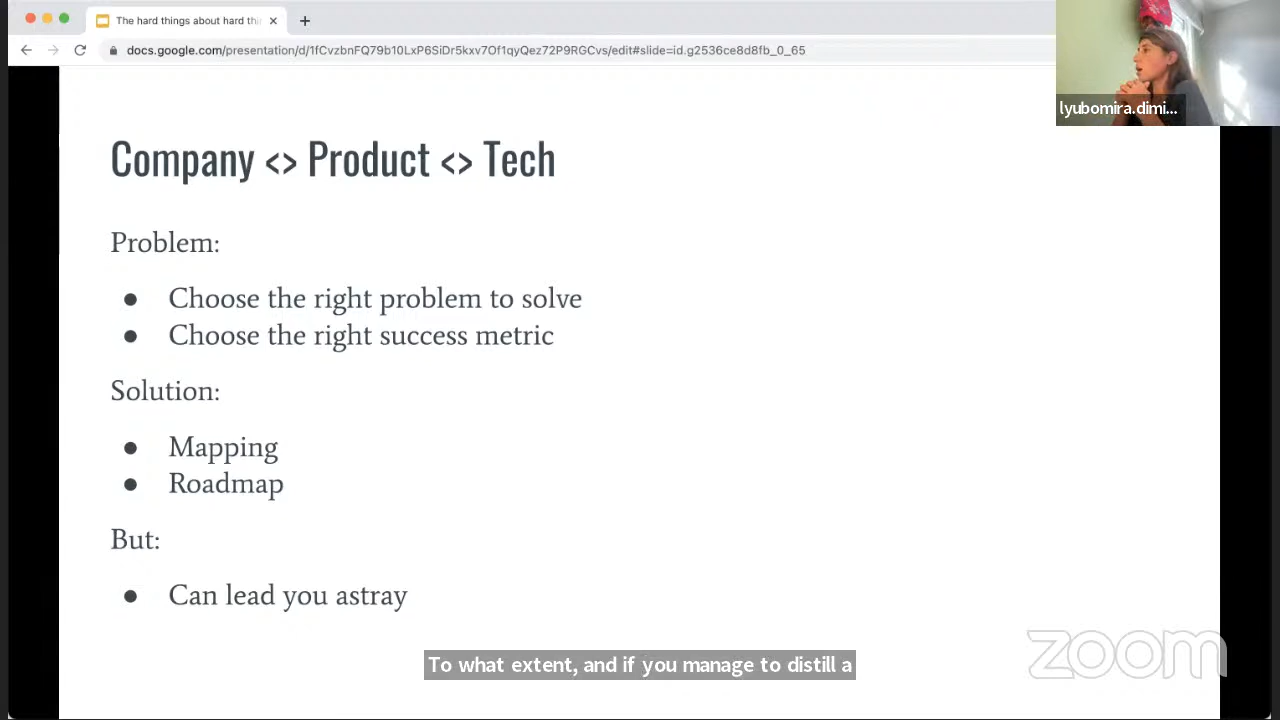 The hard things about hard thi
docs.google.com/presentation/d/1fCvzbnFQ79b10LxP6SiDr5kxv7Of1qyQez72P9RGCvs/edit#slide=id.g2536ce8d8fb_0_65
lyubomira.dimi...
Company <> Product <> Tech
Problem:
● Choose the right problem to solve
● Choose the right success metric
Solution:
● Mapping
● Roadmap
But:
● Can lead you astray
To what extent, and if you manage to distill a
zoom